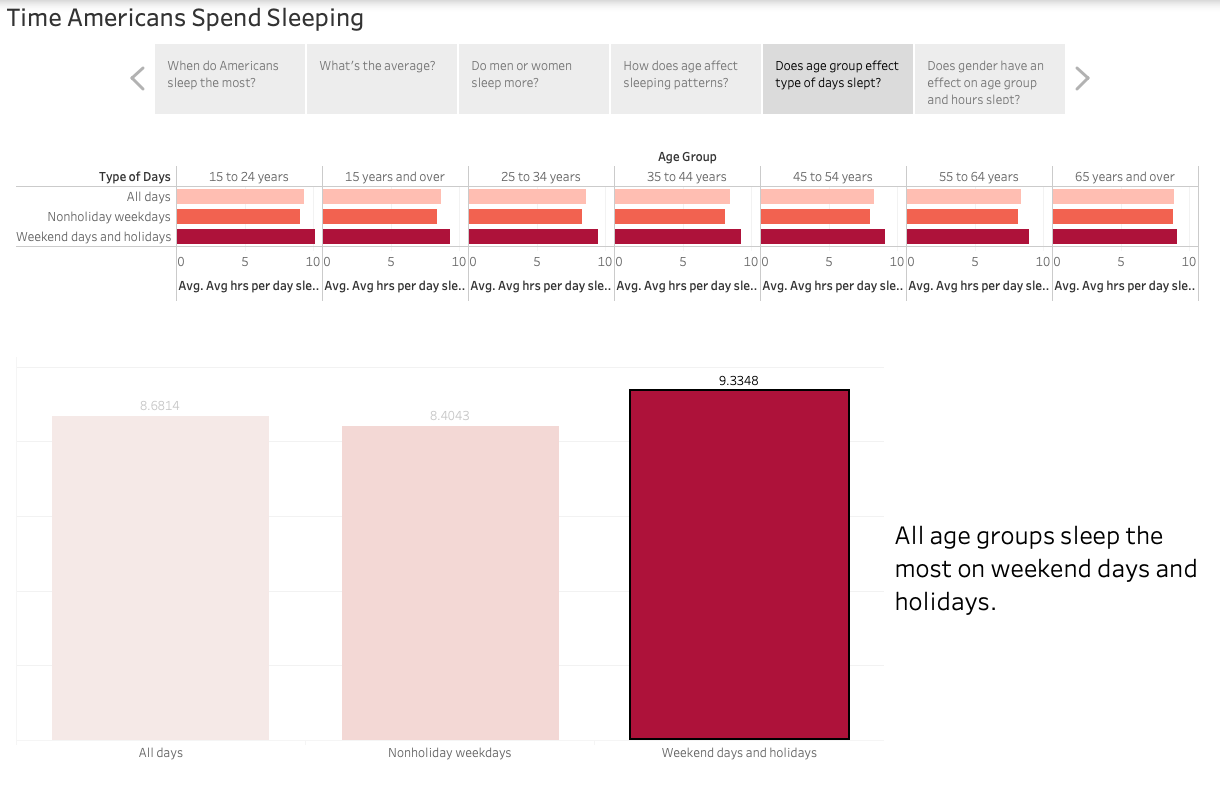 Time Americans Spend Sleeping
When do Americans
sleep the most?
What's the average?
Do men or women
sleep more?
How does age affect
sleeping patterns?
Does age group effect
type of days slept?
Does gender have an
effect on age group
and hours slept?
Age Group
Type of Days 15 to 24 years 15 years and over 25 to 34 years 35 to 44 years 45 to 54 years 55 to 64 years 65 years and over
All days
Nonholiday weekdays
Weekend days and holidays
0 5 10 0 5 10 0 5 10 0 5 10 0 5 10 0 5 10 0 5 10
Avg. Avg hrs per day sle.. Avg. Avg hrs per day sle.. Avg. Avg hrs per day sle.. Avg. Avg hrs per day sle.. Avg. Avg hrs per day sle.. Avg. Avg hrs per day sle.. Avg. Avg hrs per day sle..
9.3348
8.6814
8.4043
All age groups sleep the
most on weekend days and
holidays.
All days Nonholiday weekdays Weekend days and holidays